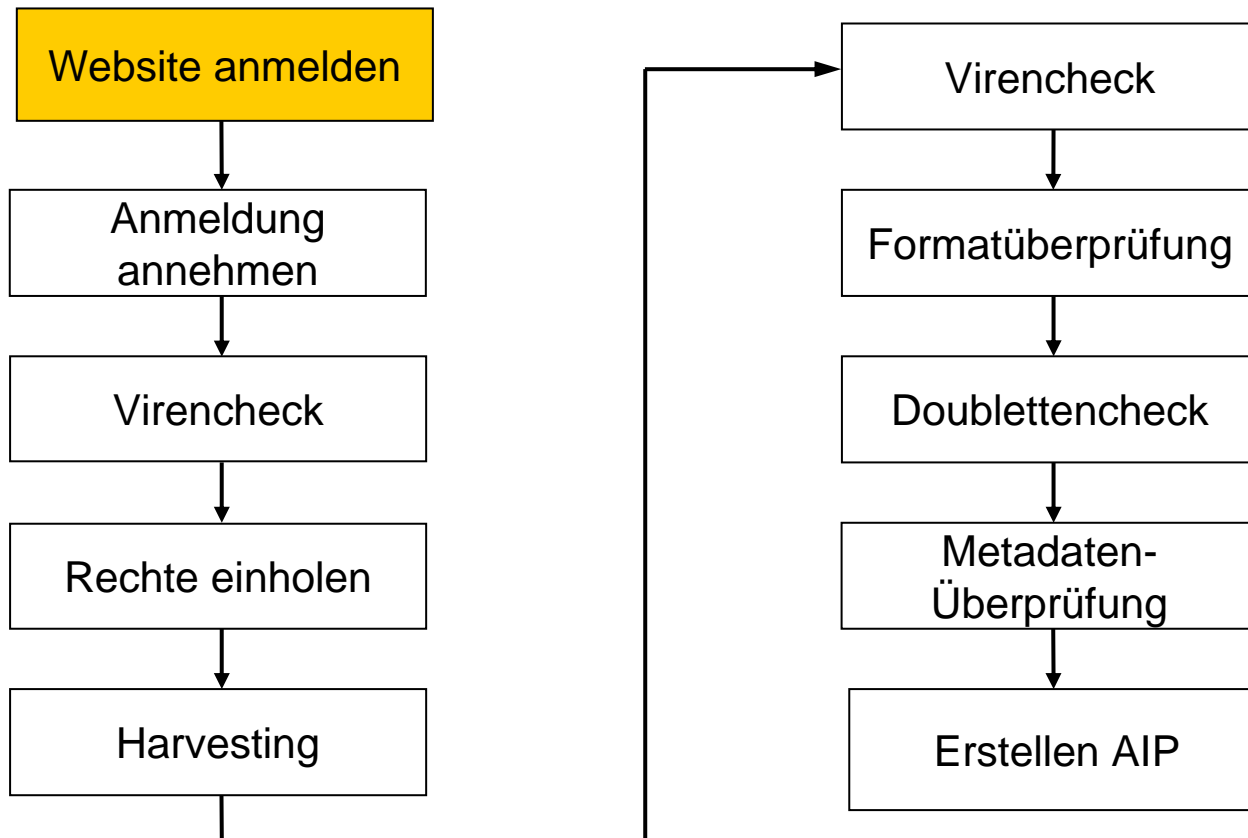 Website anmelden
Anmeldung
annehmen
Virencheck
Rechte einholen
Harvesting
Virencheck
Formatüberprüfung
Doublettencheck
Metadaten-
Überprüfung
Erstellen AIP